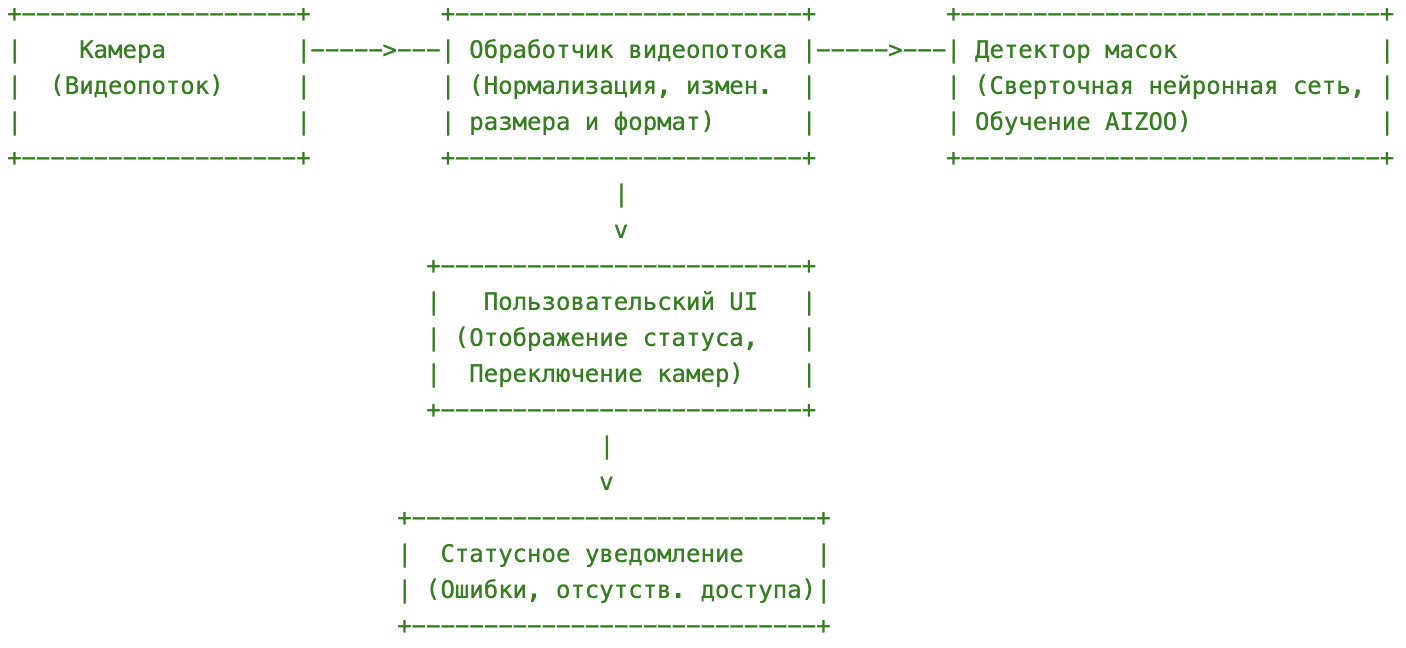 Камера
(Видеопоток)
Обработчик видеопотока
(Нормализация, измен.
размера и формат)
Детектор масок
(Сверточная нейронная сеть,
Обучение AIZOO)
Пользовательский UI
(Отображение статуса,
Переключение камер)
Статусное уведомление
(Ошибки, отсутств. доступа)